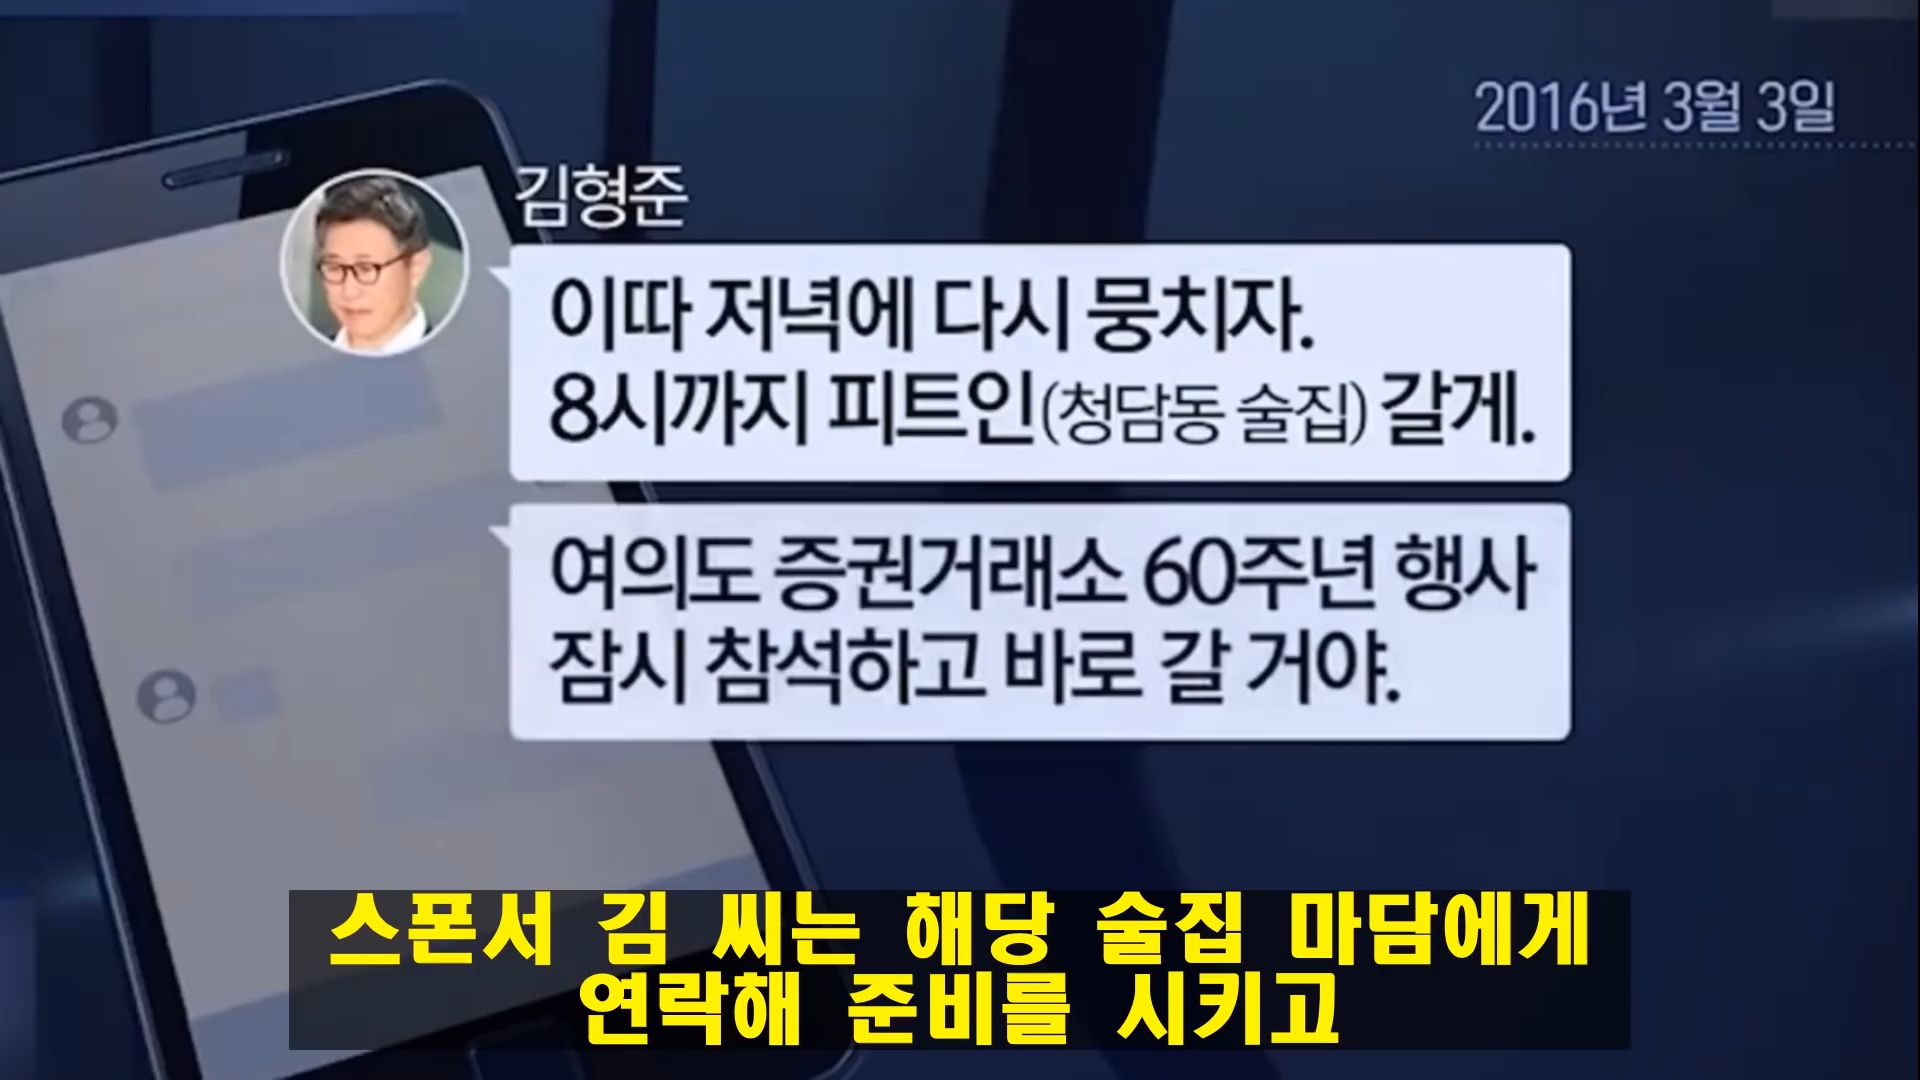 2016년 3월 3일
김형준
이따 저녁에 다시 뭉치자.
8시까지 피트인(청담동 술집) 갈게.
여의도 증권거래소 60주년 행사
잠시 참석하고 바로 갈 거야.
스폰서 김 씨는 해당 술집 마담에게
연락해 준비를 시키고